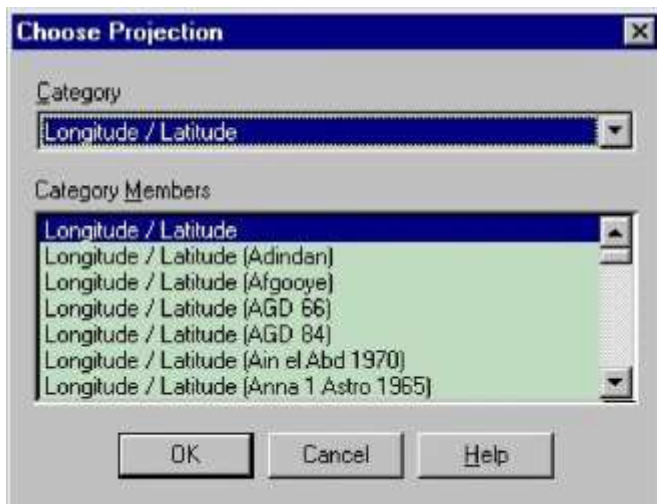 Choose Projection
Category
Longitude / Latitude
Category Members
Longitude / Latitude
Longitude / Latitude (Adindan)
Longitude / Latitude (Afgooye)
Longitude / Latitude (AGD 66)
Longitude / Latitude (AGD 84)
Longitude / Latitude (Ain el Abd 1970)
Longitude / Latitude (Anna 1 Astro 1965)
OK Cancel Help